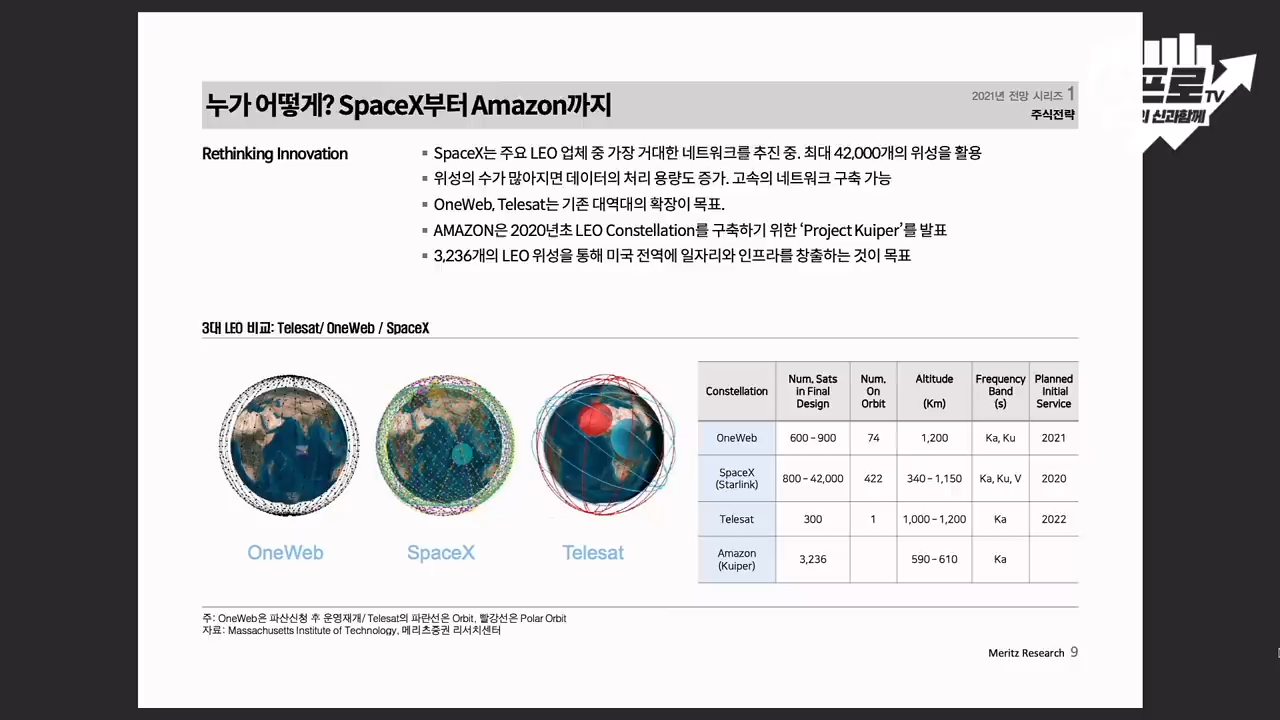 누가 어떻게? SpaceX부터 Amazon까지
2021년 전망 시리즈 1
주식전략
프로TV
신과함께
Rethinking Innovation
▪ SpaceX는 주요 LEO 업체 중 가장 거대한 네트워크를 추진 중. 최대 42,000개의 위성을 활용
▪ 위성의 수가 많아지면 데이터의 처리 용량도 증가. 고속의 네트워크 구축 가능
▪ OneWeb, Telesat는 기존 대역대의 확장이 목표.
▪ AMAZON은 2020년초 LEO Constellation를 구축하기 위한 ‘Project Kuiper’를 발표
▪ 3,236개의 LEO 위성을 통해 미국 전역에 일자리와 인프라를 창출하는 것이 목표
3대 LEO 비교: Telesat/ OneWeb / SpaceX
OneWeb SpaceX Telesat
Constellation Num. Sats in Final Design Num. On Orbit Altitude (Km) Frequency Band (s) Planned Initial Service
OneWeb 600 – 900 74 1,200 Ka, Ku 2021
SpaceX (Starlink) 800 – 42,000 422 340 – 1,150 Ka, Ku, V 2020
Telesat 300 1 1,000 – 1,200 Ka 2022
Amazon (Kuiper) 3,236 590 – 610 Ka
주: OneWeb은 파산신청 후 운영재개/ Telesat의 파란선은 Orbit, 빨강선은 Polar Orbit
자료: Massachusetts Institute of Technology, 메리츠증권 리서치센터
Meritz Research 9